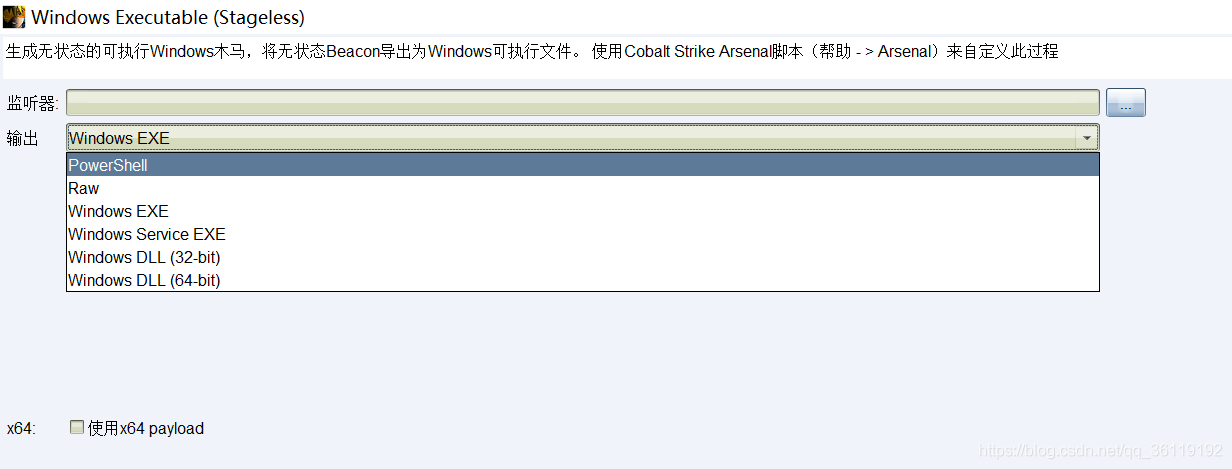 Windows Executable (Stageless)
生成无状态的可执行Windows木马，将无状态Beacon导出为Windows可执行文件。 使用Cobalt Strike Arsenal脚本（帮助 - > Arsenal）来自定义此过程
监听器:
...
输出
Windows EXE
PowerShell
Raw
Windows EXE
Windows Service EXE
Windows DLL (32-bit)
Windows DLL (64-bit)
x64:
使用x64 payload
https://blog.csdn.net/qq_36119192